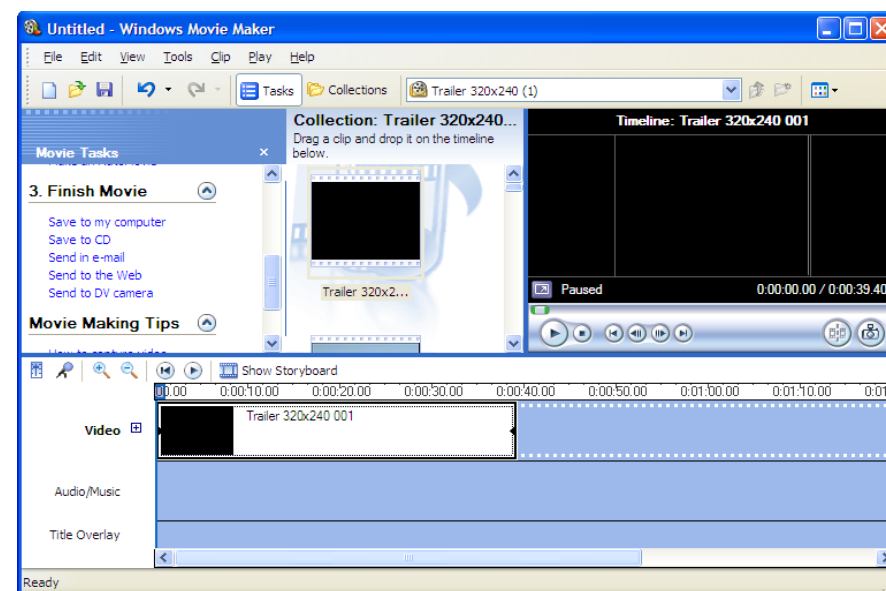 Untitled - Windows Movie Maker
File Edit View Tools Clip Play Help
Tasks Collections Trailer 320x240 (1)
Movie Tasks
3. Finish Movie
Save to my computer
Save to CD
Send in e-mail
Send to the Web
Send to DV camera
Movie Making Tips
Collection: Trailer 320x240...
Drag a clip and drop it on the timeline
below.
Trailer 320x2...
Timeline: Trailer 320x240 001
Paused 0:00:00.00 / 0:00:39.40
Show Storyboard
0.00 0:00:10.00 0:00:20.00 0:00:30.00 0:00:40.00 0:00:50.00 0:01:00.00 0:01:10.00 0:01
Video
Trailer 320x240 001
Audio/Music
Title Overlay
Ready